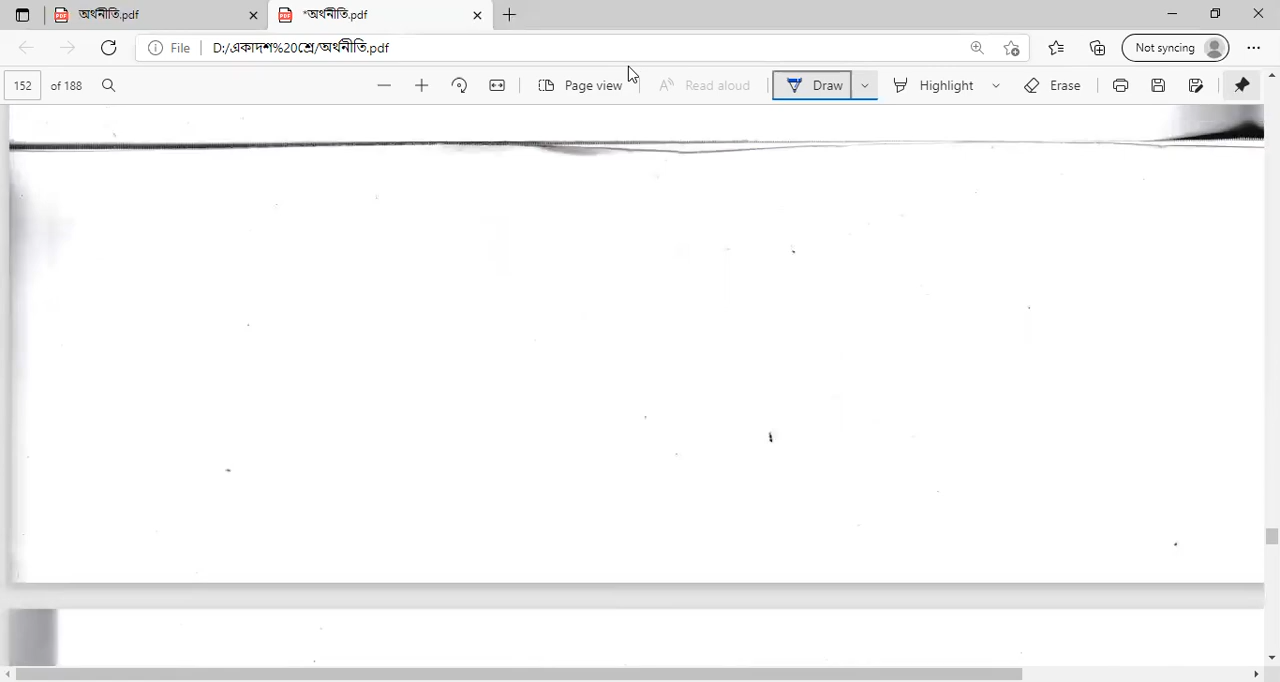 অর্থনীতি.pdf
*অর্থনীতি.pdf
File
D:/একাদশ%20শ্রে/অর্থনীতি.pdf
Not syncing
152 of 188
Page view
Read aloud
Draw
Highlight
Erase